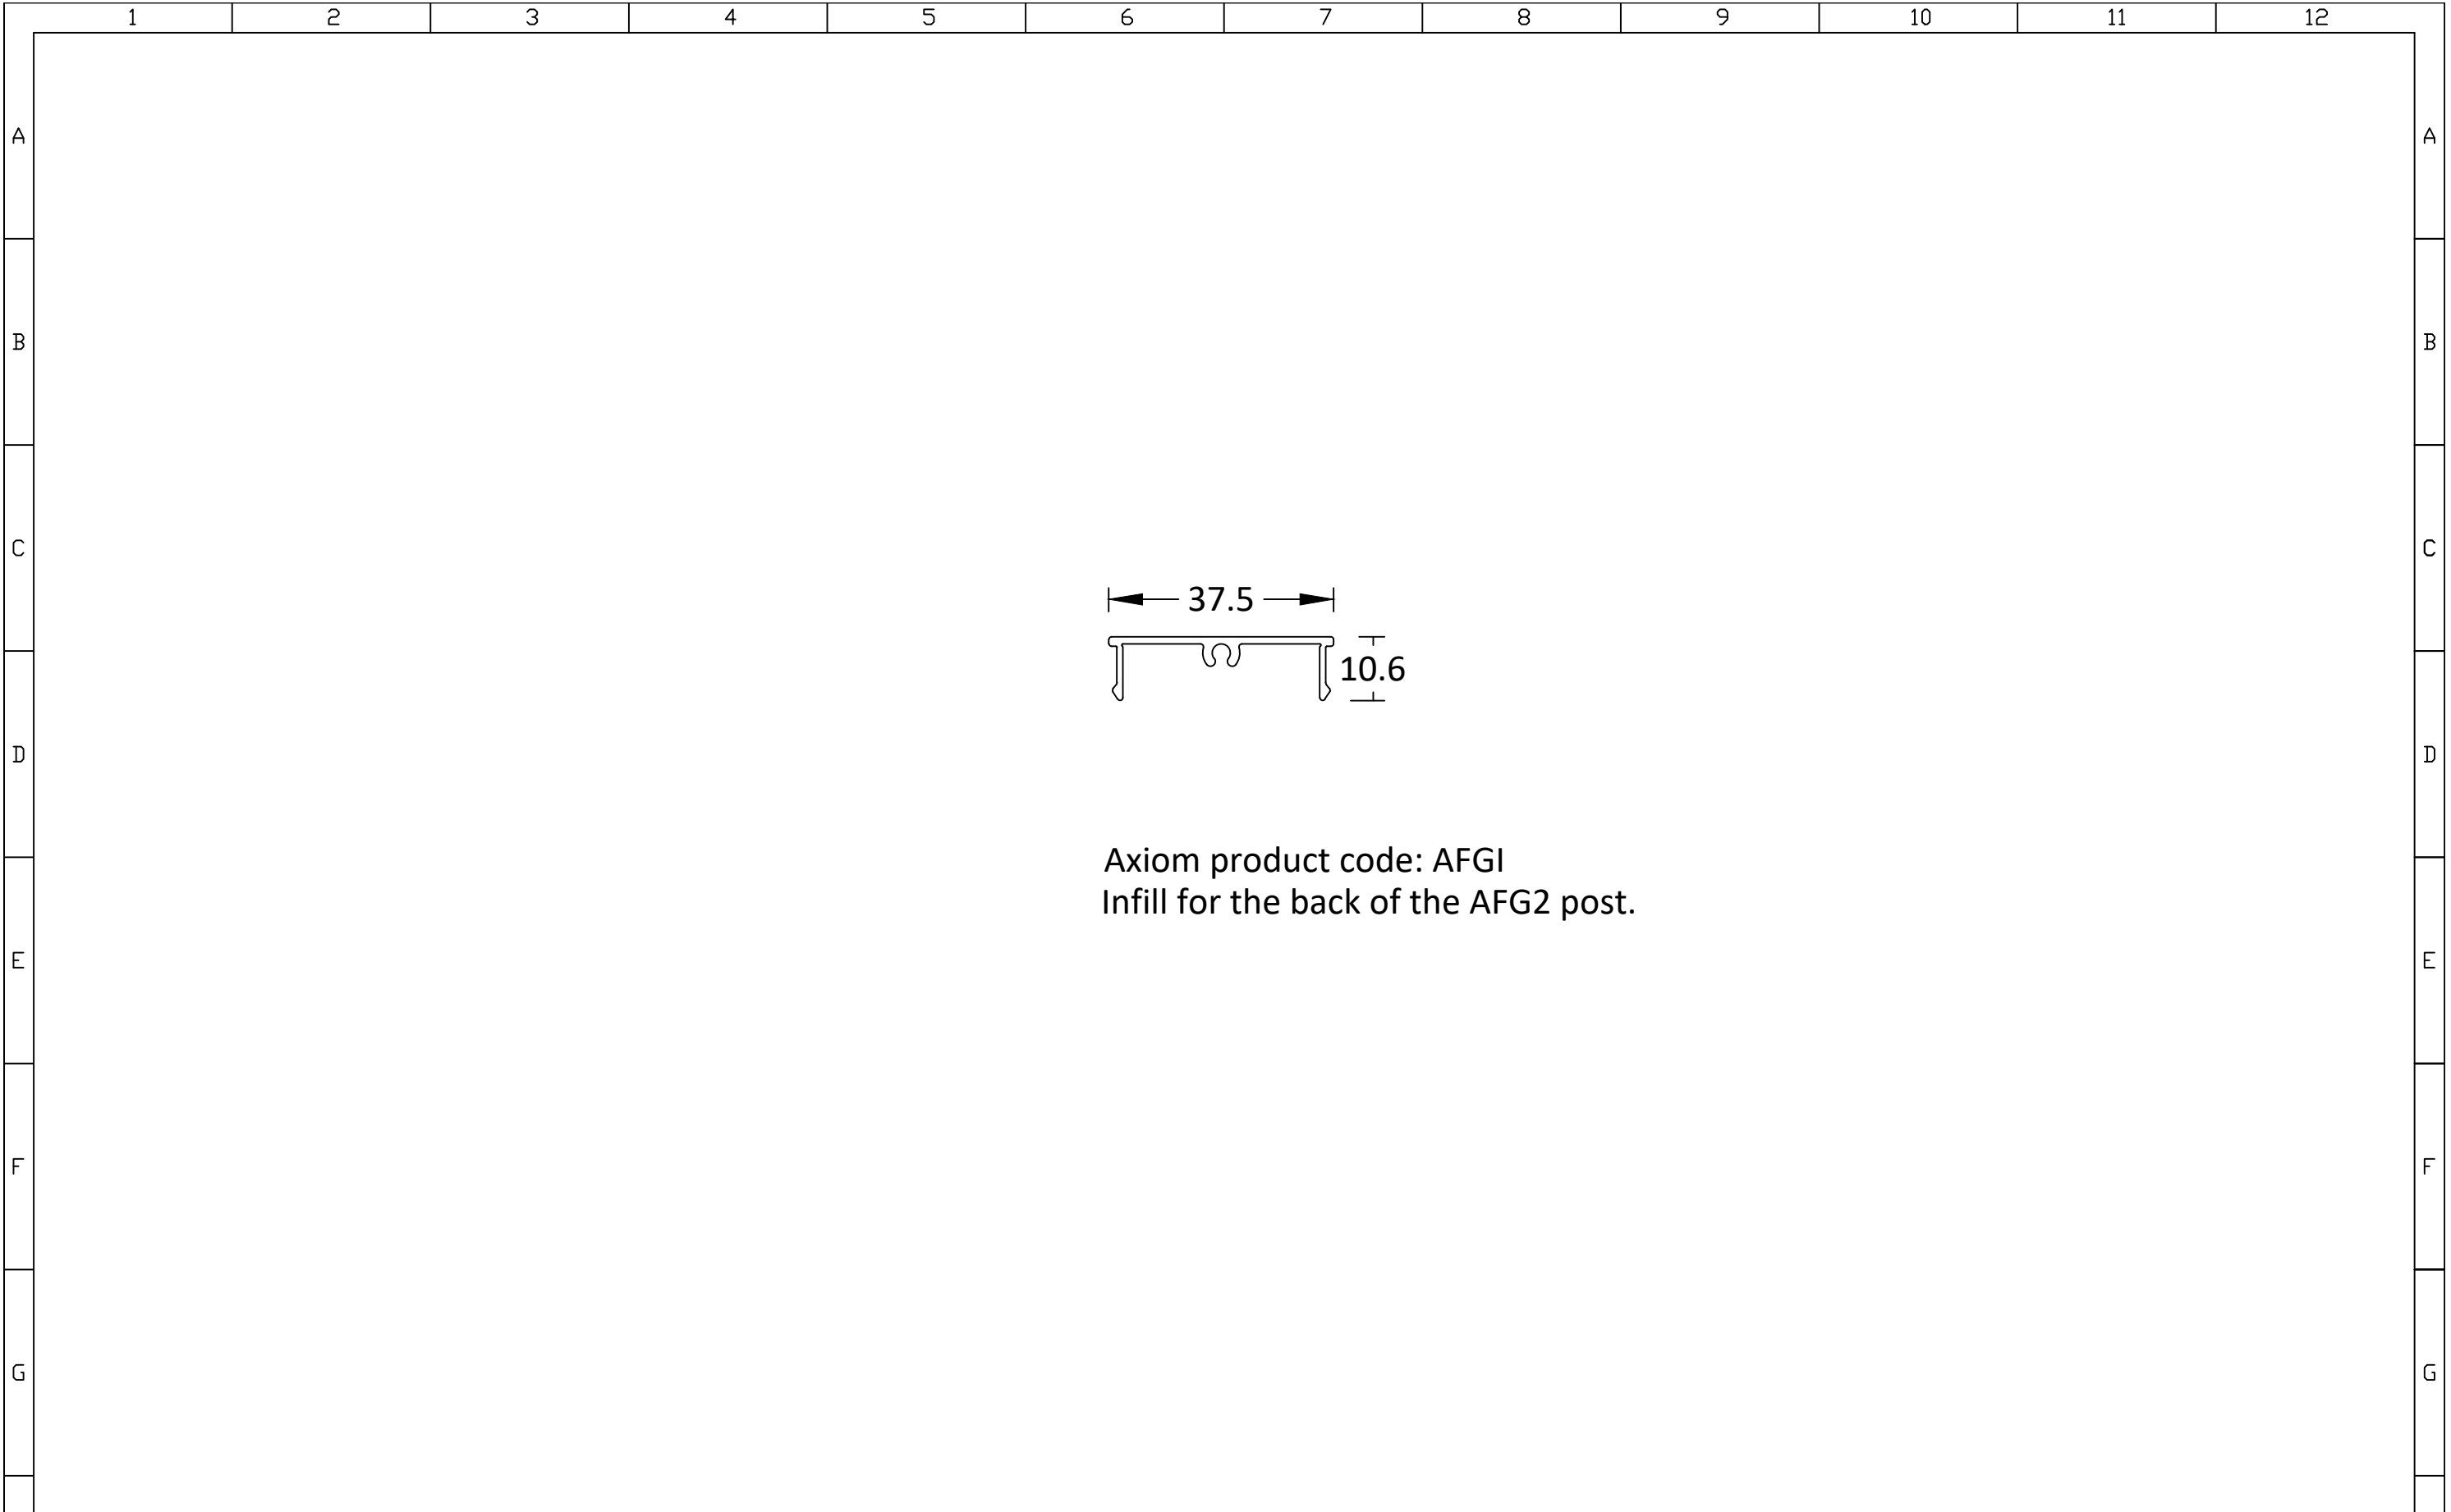 1 2 3 4 5 6 7 8 9 10 11 12
A A
B B
C C
37.5
10.6
D D
Axiom product code: AFGI
Infill for the back of the AFG2 post.
E E
F F
G G